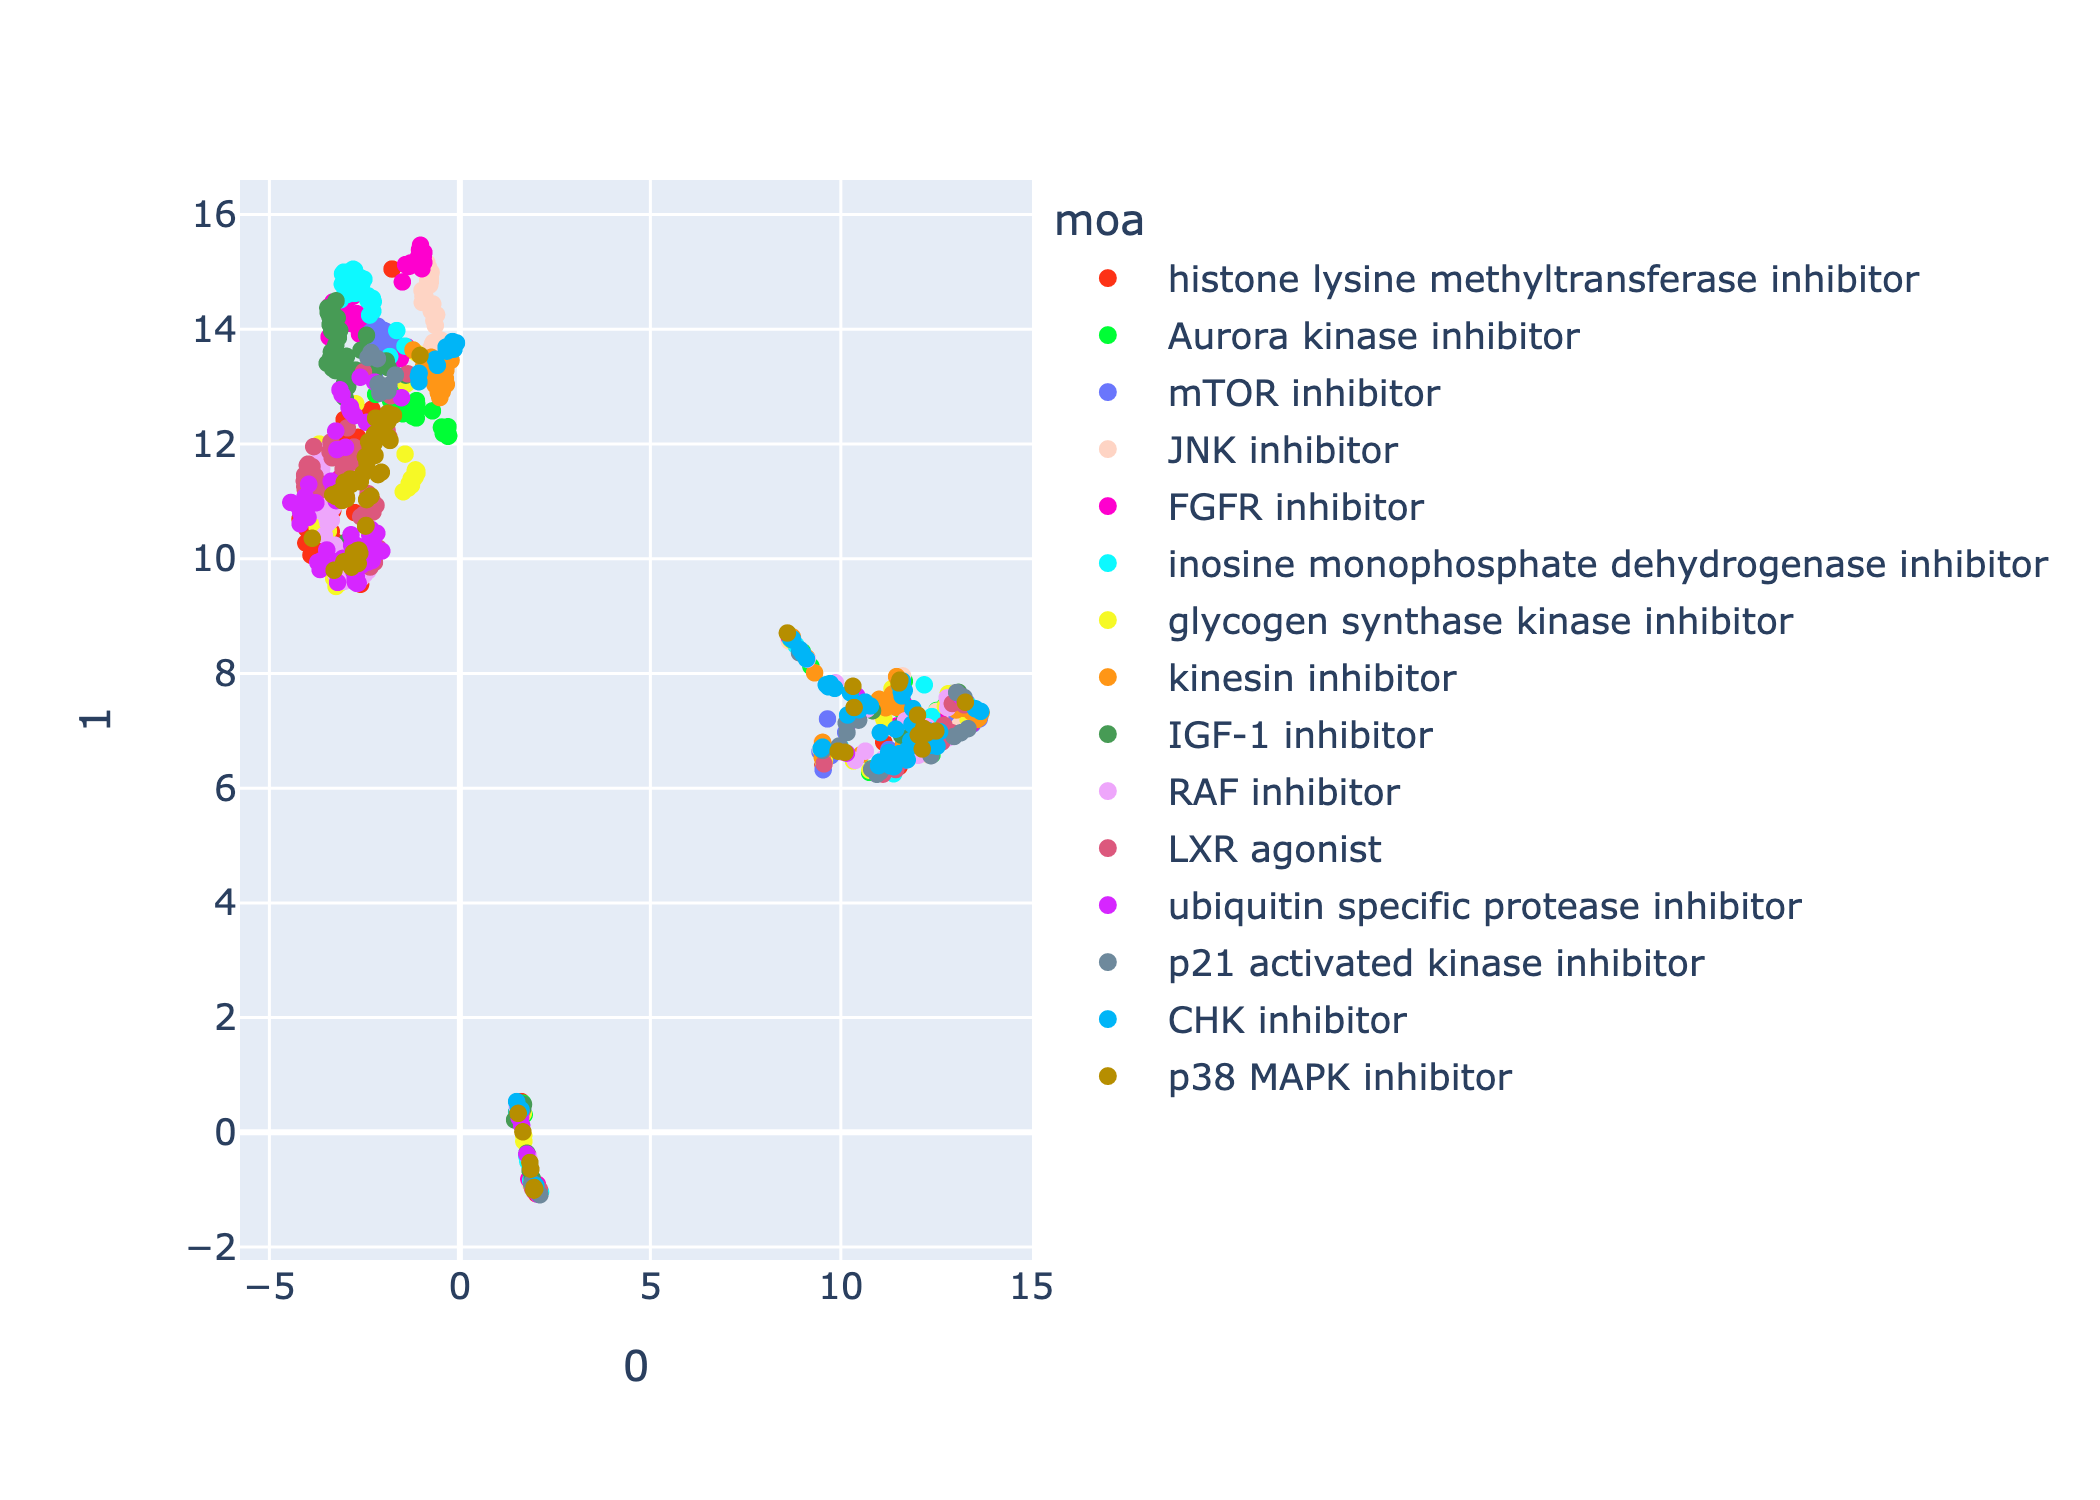 16
14
12
10
8
6
4
2
0
−2
−5
0
5
10
15
0
1
moa
histone lysine methyltransferase inhibitor
Aurora kinase inhibitor
mTOR inhibitor
JNK inhibitor
FGFR inhibitor
inosine monophosphate dehydrogenase inhibitor
glycogen synthase kinase inhibitor
kinesin inhibitor
IGF-1 inhibitor
RAF inhibitor
LXR agonist
ubiquitin specific protease inhibitor
p21 activated kinase inhibitor
CHK inhibitor
p38 MAPK inhibitor